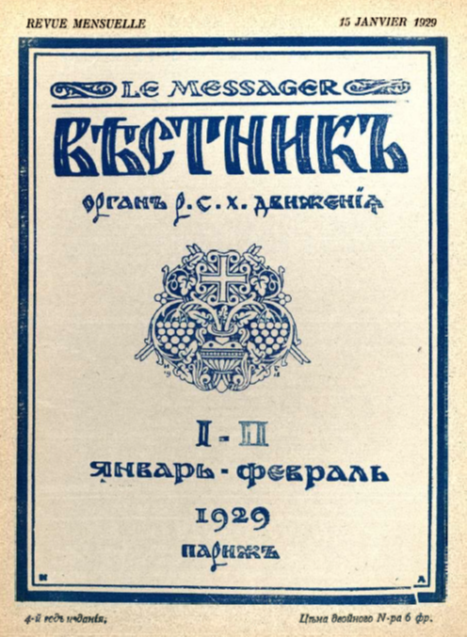 REVUE MENSUELLE 15 JANVIER 1929
LE MESSAGER
ВѢСТНИКЪ
ОРГАНЪ Р.С.Х. ДВИЖЕНІЯ
I-II
ЯНВАРЬ-ФЕВРАЛЬ
1929
ПАРИЖЪ
И А
4-й годъ изданія. Цѣна двойного N-ра 6 фр.